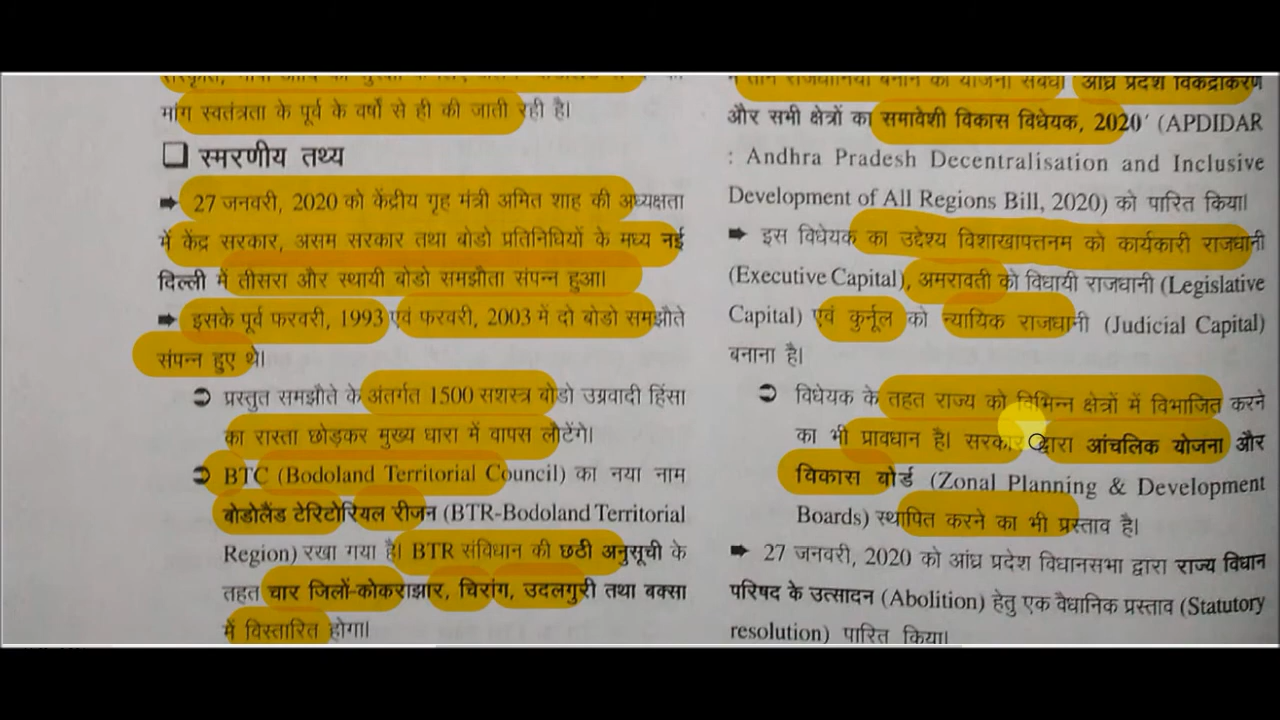 मांग स्वतंत्रता के पूर्व के वर्षों से ही की जाती रही है।
❑ स्मरणीय तथ्य
➡ 27 जनवरी, 2020 को केंद्रीय गृह मंत्री अमित शाह की अध्यक्षता
में केंद्र सरकार, असम सरकार तथा बोडो प्रतिनिधियों के मध्य नई
दिल्ली में तीसरा और स्थायी बोडो समझौता संपन्न हुआ।
➡ इसके पूर्व फरवरी, 1993 एवं फरवरी, 2003 में दो बोडो समझौते
संपन्न हुए थे।
➲ प्रस्तुत समझौते के अंतर्गत 1500 सशस्त्र बोडो उग्रवादी हिंसा
का रास्ता छोड़कर मुख्य धारा में वापस लौटेंगे।
➲ BTC (Bodoland Territorial Council) का नया नाम
बोडोलैंड टेरिटोरियल रीजन (BTR-Bodoland Territorial
Region) रखा गया है। BTR संविधान की छठी अनुसूची के
तहत चार जिलों-कोकराझार, चिरांग, उदलगुरी तथा बक्सा
में विस्तारित होगा।
में तीन राजधानियां बनाने की योजना संबंधी आंध्र प्रदेश विकेंद्रीकरण
और सभी क्षेत्रों का समावेशी विकास विधेयक, 2020' (APDIDAR
: Andhra Pradesh Decentralisation and Inclusive
Development of All Regions Bill, 2020) को पारित किया।
➡ इस विधेयक का उद्देश्य विशाखापत्तनम को कार्यकारी राजधानी
(Executive Capital), अमरावती को विधायी राजधानी (Legislative
Capital) एवं कुर्नूल को न्यायिक राजधानी (Judicial Capital)
बनाना है।
➲ विधेयक के तहत राज्य को विभिन्न क्षेत्रों में विभाजित करने
का भी प्रावधान है। सरकार द्वारा आंचलिक योजना और
विकास बोर्ड (Zonal Planning & Development
Boards) स्थापित करने का भी प्रस्ताव है।
➡ 27 जनवरी, 2020 को आंध्र प्रदेश विधानसभा द्वारा राज्य विधान
परिषद के उत्सादन (Abolition) हेतु एक वैधानिक प्रस्ताव (Statutory
resolution) पारित किया।